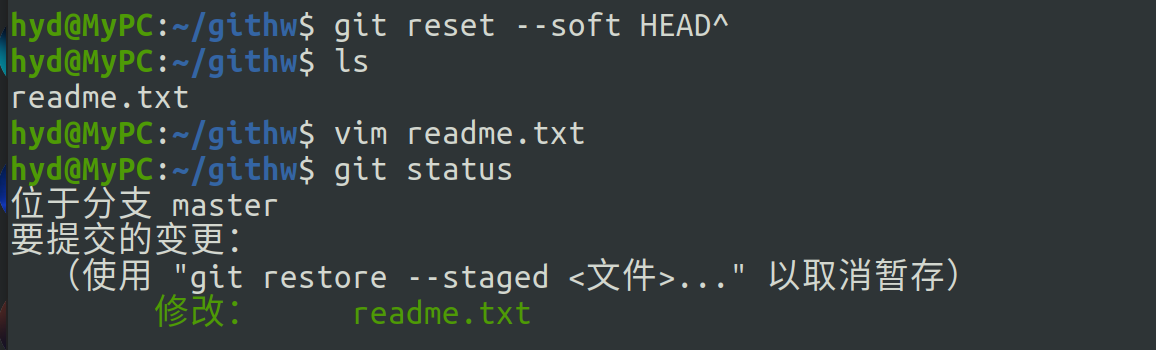 hyd@MyPC:~/githw$ git reset --soft HEAD^
hyd@MyPC:~/githw$ ls
readme.txt
hyd@MyPC:~/githw$ vim readme.txt
hyd@MyPC:~/githw$ git status
位于分支 master
要提交的变更：
  （使用 "git restore --staged <文件>..." 以取消暂存）
        修改：     readme.txt